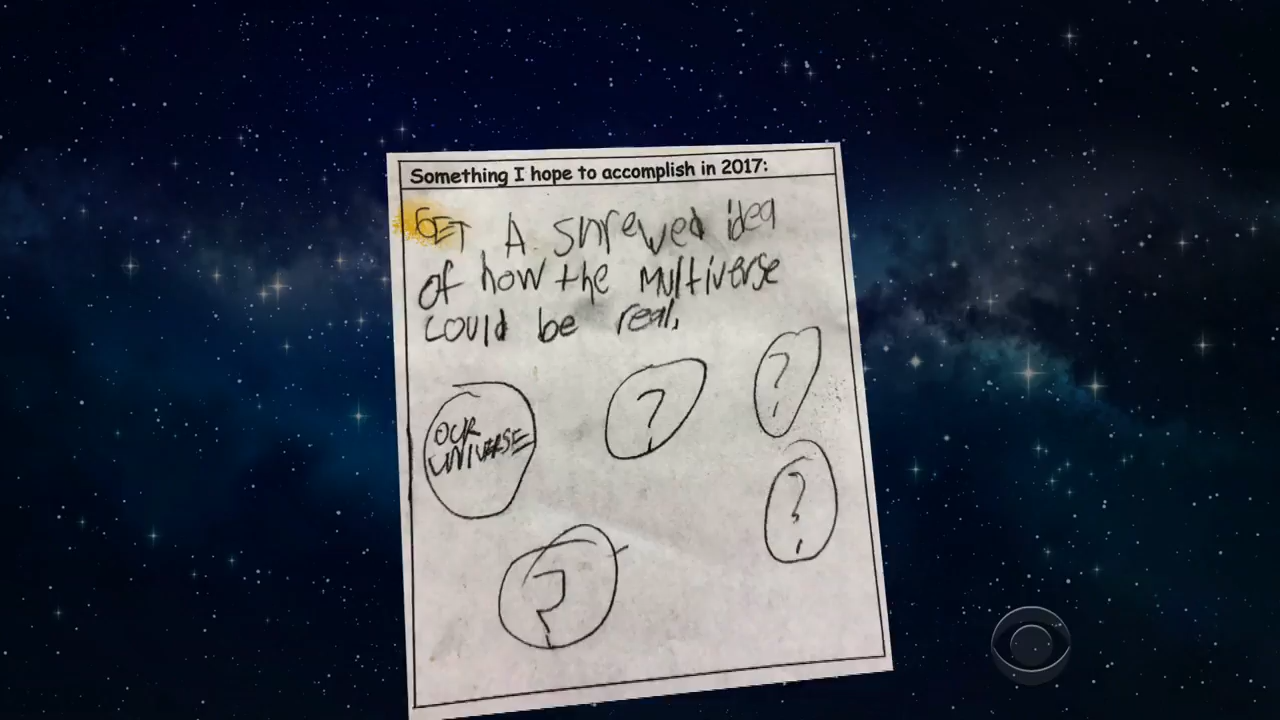 Something I hope to accomplish in 2017:
GET A shrewed idea
of how the multiverse
could be real.
?
?
OUR
UNIVERSE
?
?